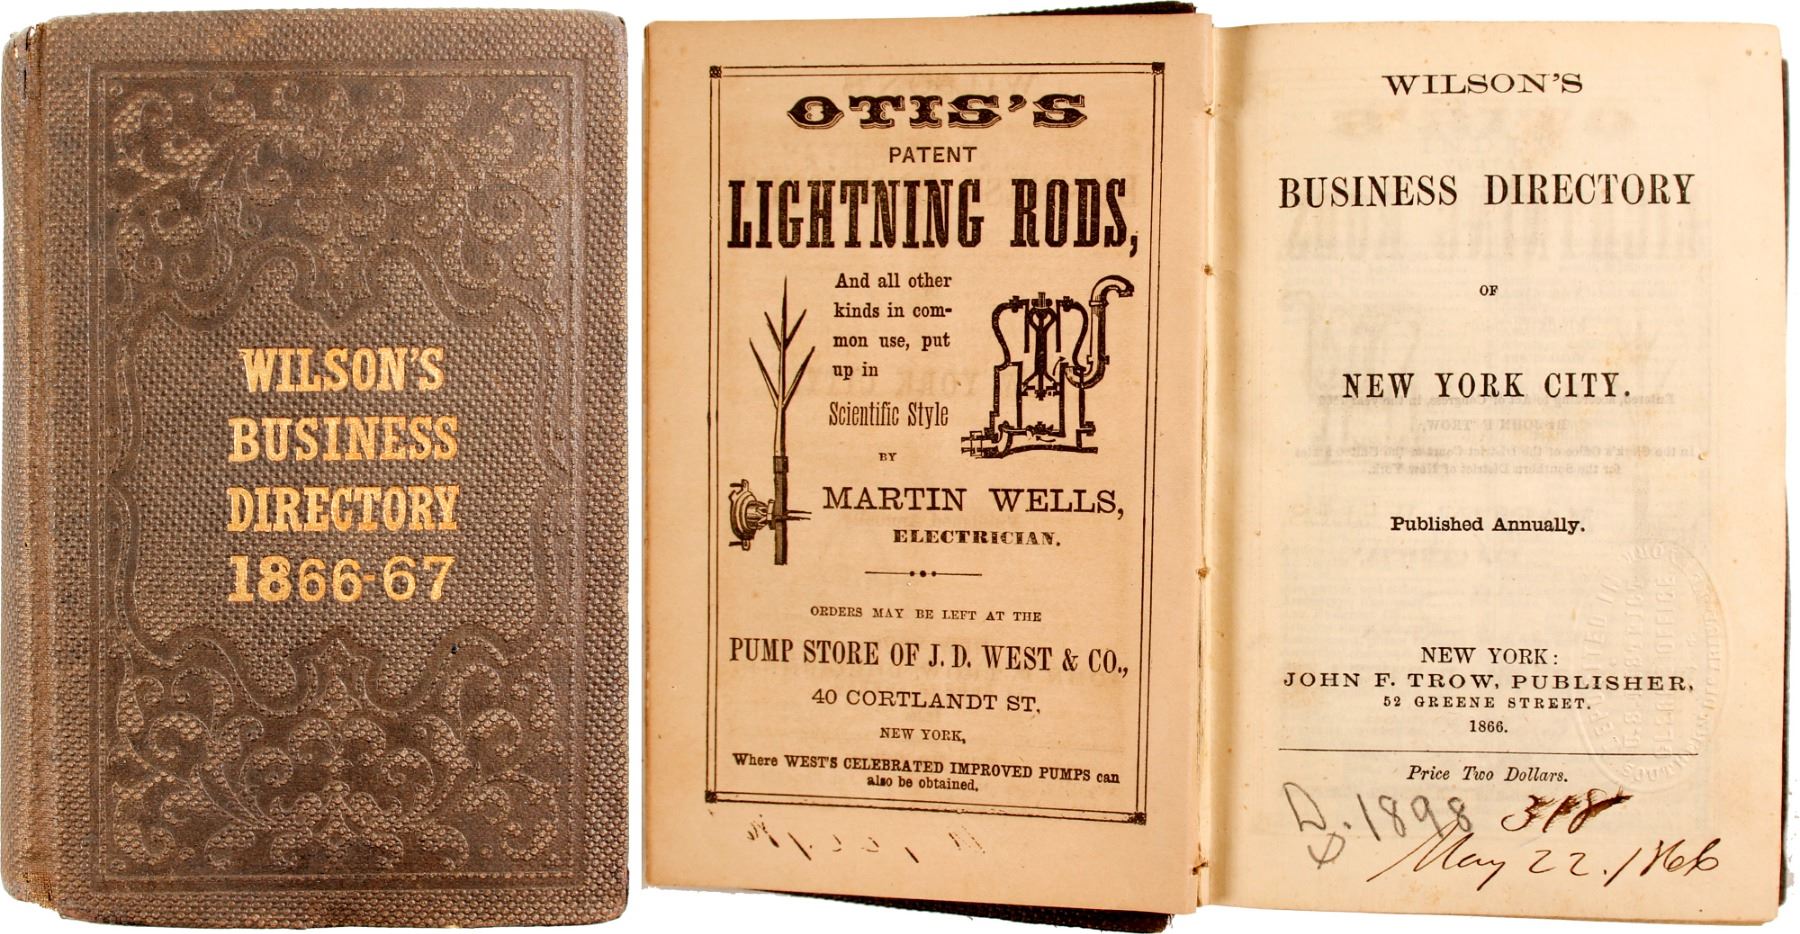 WILSON'S
BUSINESS
DIRECTORY
1866-67
OTIS'S
PATENT
LIGHTNING RODS,
And all other
kinds in com-
mon use, put
up in
Scientific Style
BY
MARTIN WELLS,
ELECTRICIAN.
ORDERS MAY BE LEFT AT THE
PUMP STORE OF J. D. WEST & CO.,
40 CORTLANDT ST.
NEW YORK,
Where WEST'S CELEBRATED IMPROVED PUMPS can
also be obtained.
WILSON'S
BUSINESS DIRECTORY
OF
NEW YORK CITY.
Published Annually.
NEW YORK:
JOHN F. TROW, PUBLISHER,
52 GREENE STREET.
1866.
Price Two Dollars.
1898 318
May 22. 1866